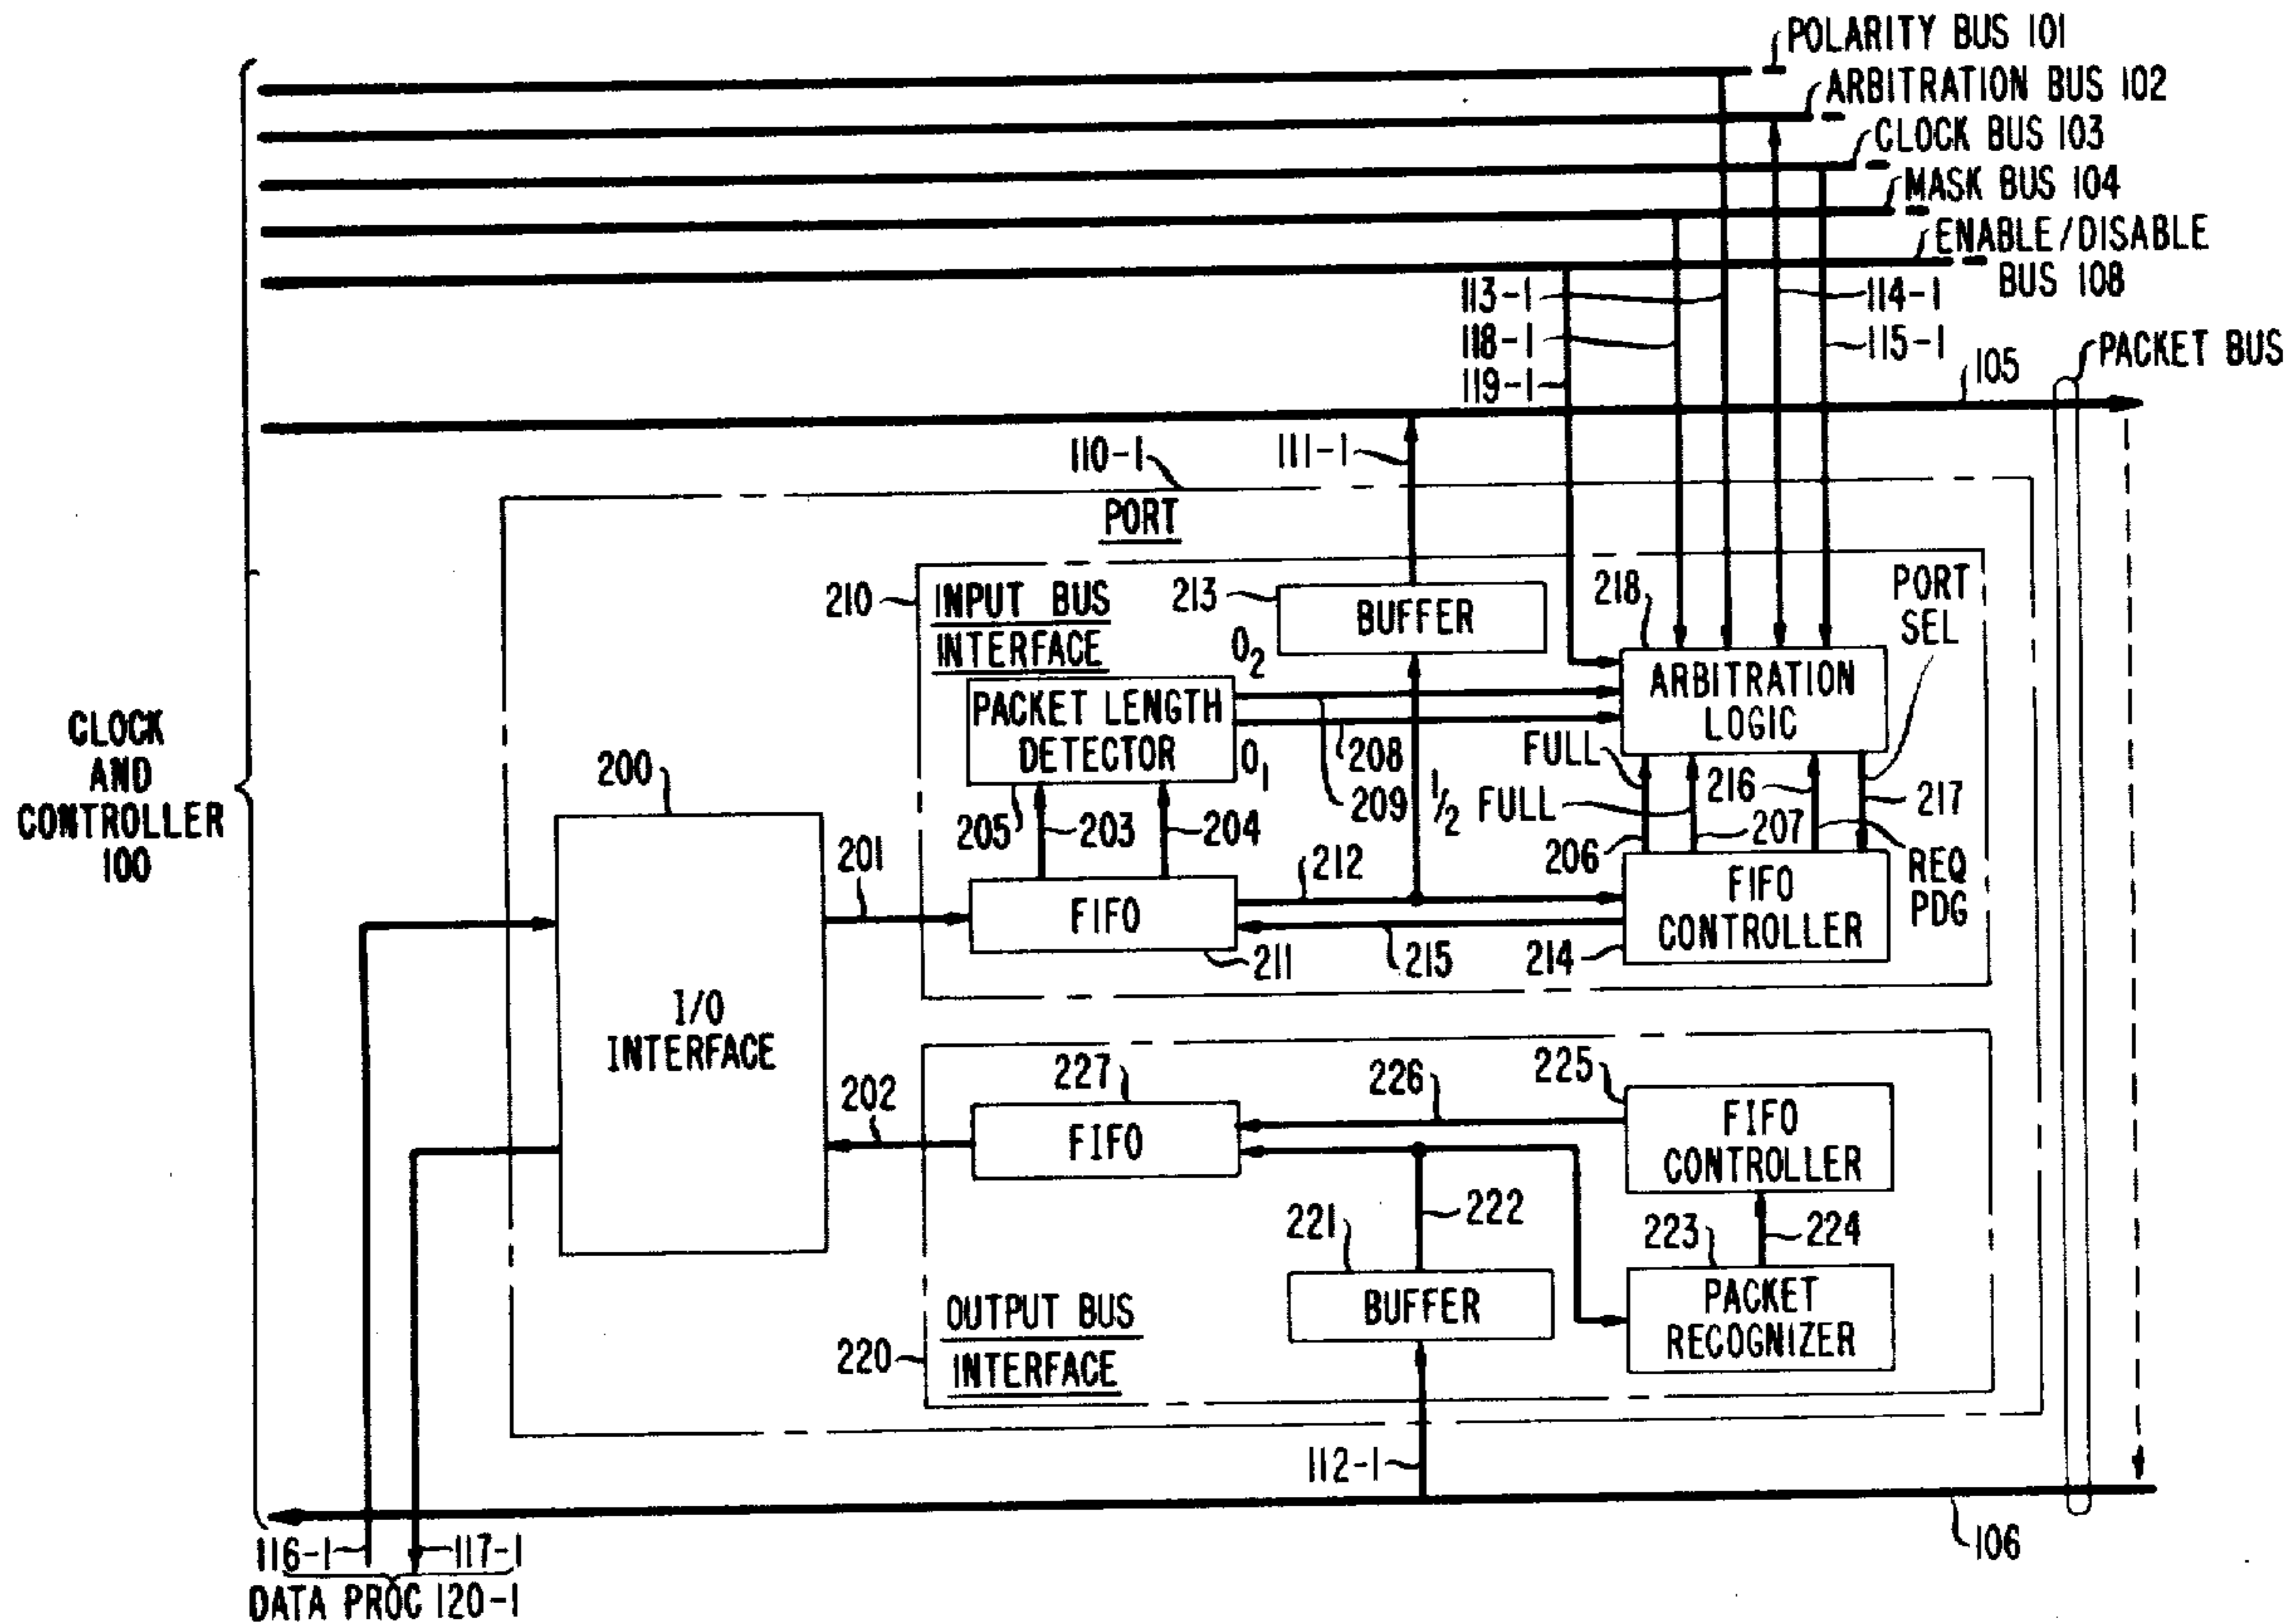 POLARITY BUS 101
ARBITRATION BUS 102
CLOCK BUS 103
MASK BUS 104
ENABLE/DISABLE
BUS 108
113-1
114-1
118-1
115-1
119-1
PACKET BUS
105
110-1
111-1
PORT
210
INPUT BUS
INTERFACE
213
BUFFER
218
PORT
SEL
O2
PACKET LENGTH
DETECTOR
O1
ARBITRATION
LOGIC
208
209
FULL
1/2 FULL
216
217
205
203
204
206
207
REQ
PDG
CLOCK
AND
CONTROLLER
100
200
201
212
FIFO
211
215
FIFO
CONTROLLER
214
I/O
INTERFACE
202
227
FIFO
226
225
FIFO
CONTROLLER
221
222
223
224
BUFFER
PACKET
RECOGNIZER
OUTPUT BUS
INTERFACE
220
112-1
106
116-1
117-1
DATA PROC 120-1